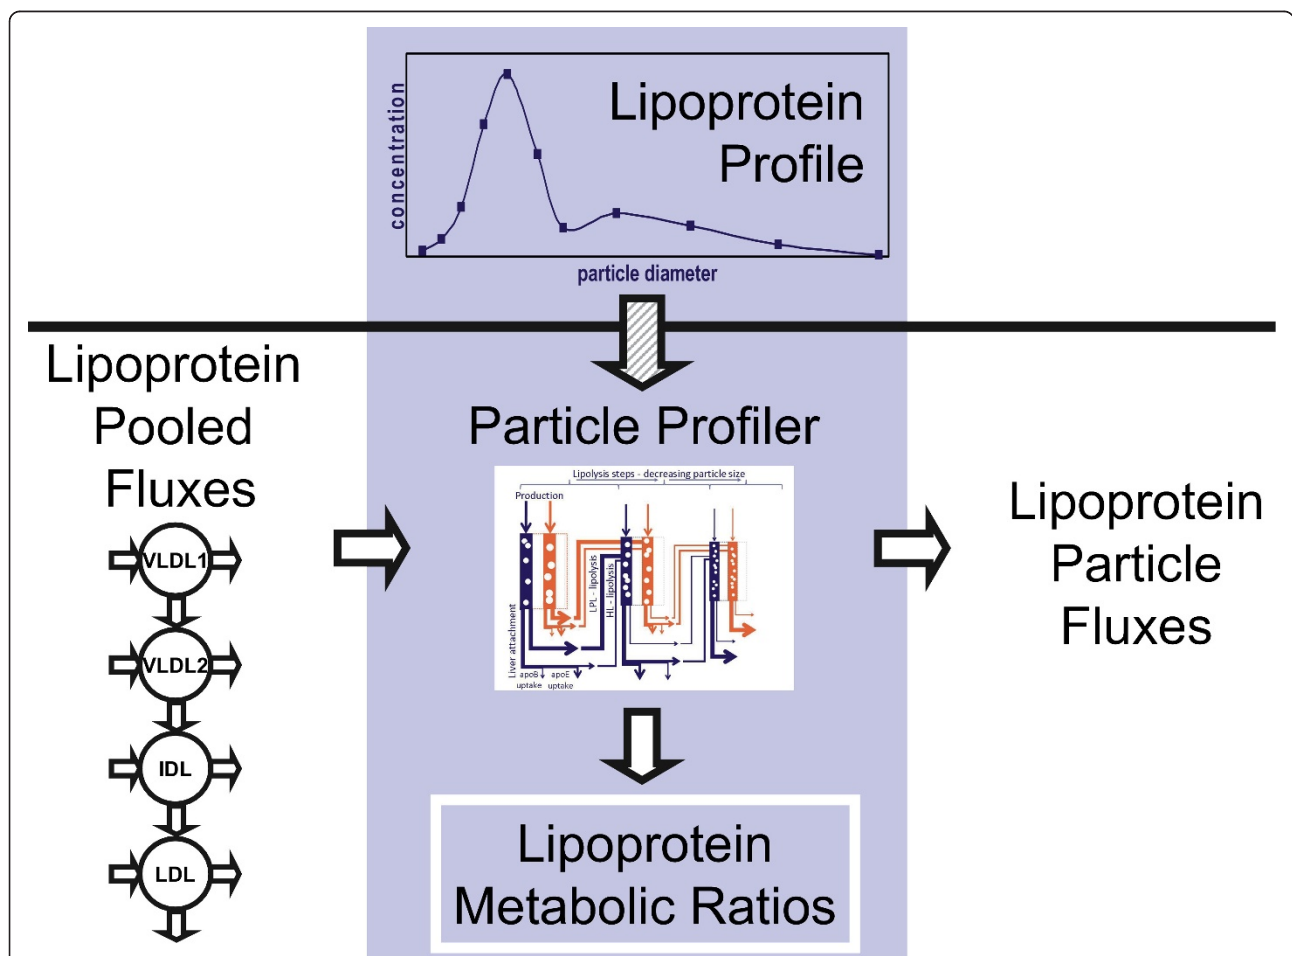 concentration
Lipoprotein
Profile
particle diameter
Lipoprotein
Pooled
Fluxes
VLDL1
VLDL2
IDL
LDL
Particle Profiler
Lipolysis steps - decreasing particle size
Production
LPL - lipolysis
HL - lipolysis
Liver attachment
apoB
uptake
apoE
uptake
Lipoprotein
Particle
Fluxes
Lipoprotein
Metabolic Ratios